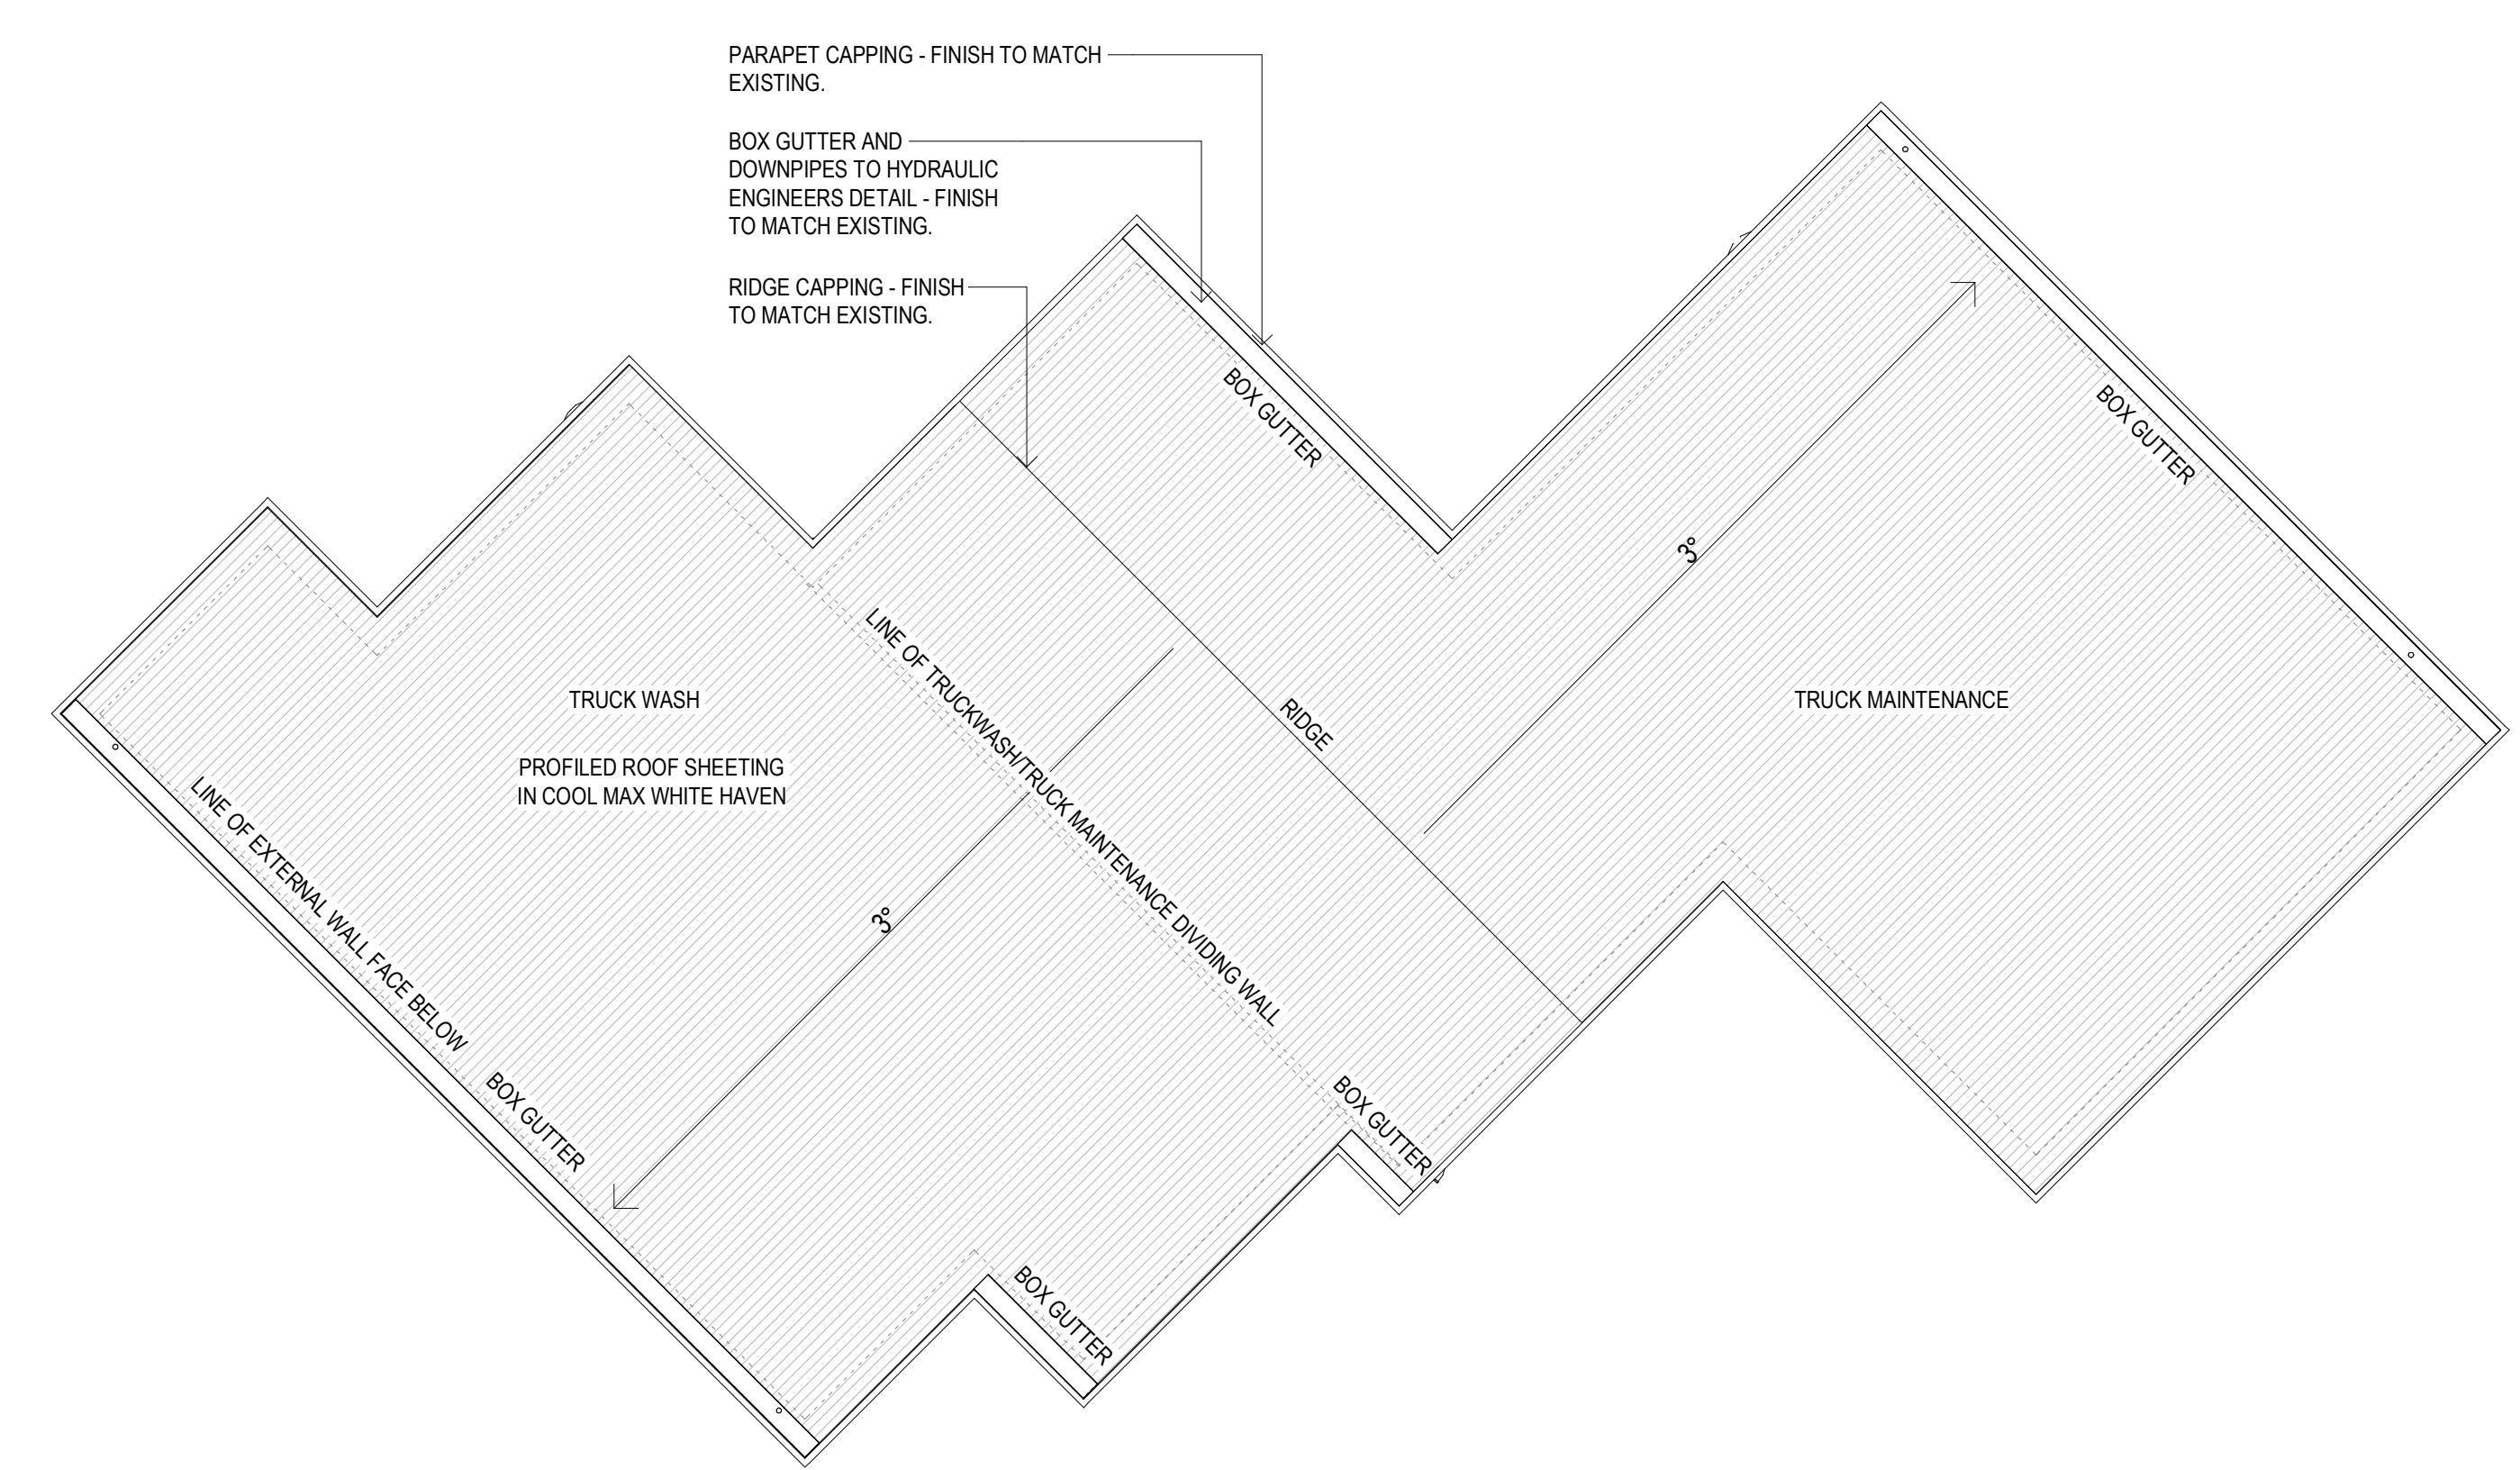 PARAPET CAPPING - FINISH TO MATCH
EXISTING.
BOX GUTTER AND
DOWNPIPES TO HYDRAULIC
ENGINEERS DETAIL - FINISH
TO MATCH EXISTING.
RIDGE CAPPING - FINISH
TO MATCH EXISTING.
BOX GUTTER
BOX GUTTER
3°
LINE OF TRUCKWASH/TRUCK MAINTENANCE DIVIDING WALL
RIDGE
TRUCK WASH
TRUCK MAINTENANCE
PROFILED ROOF SHEETING
IN COOL MAX WHITE HAVEN
LINE OF EXTERNAL WALL FACE BELOW
3°
BOX GUTTER
BOX GUTTER
BOX GUTTER